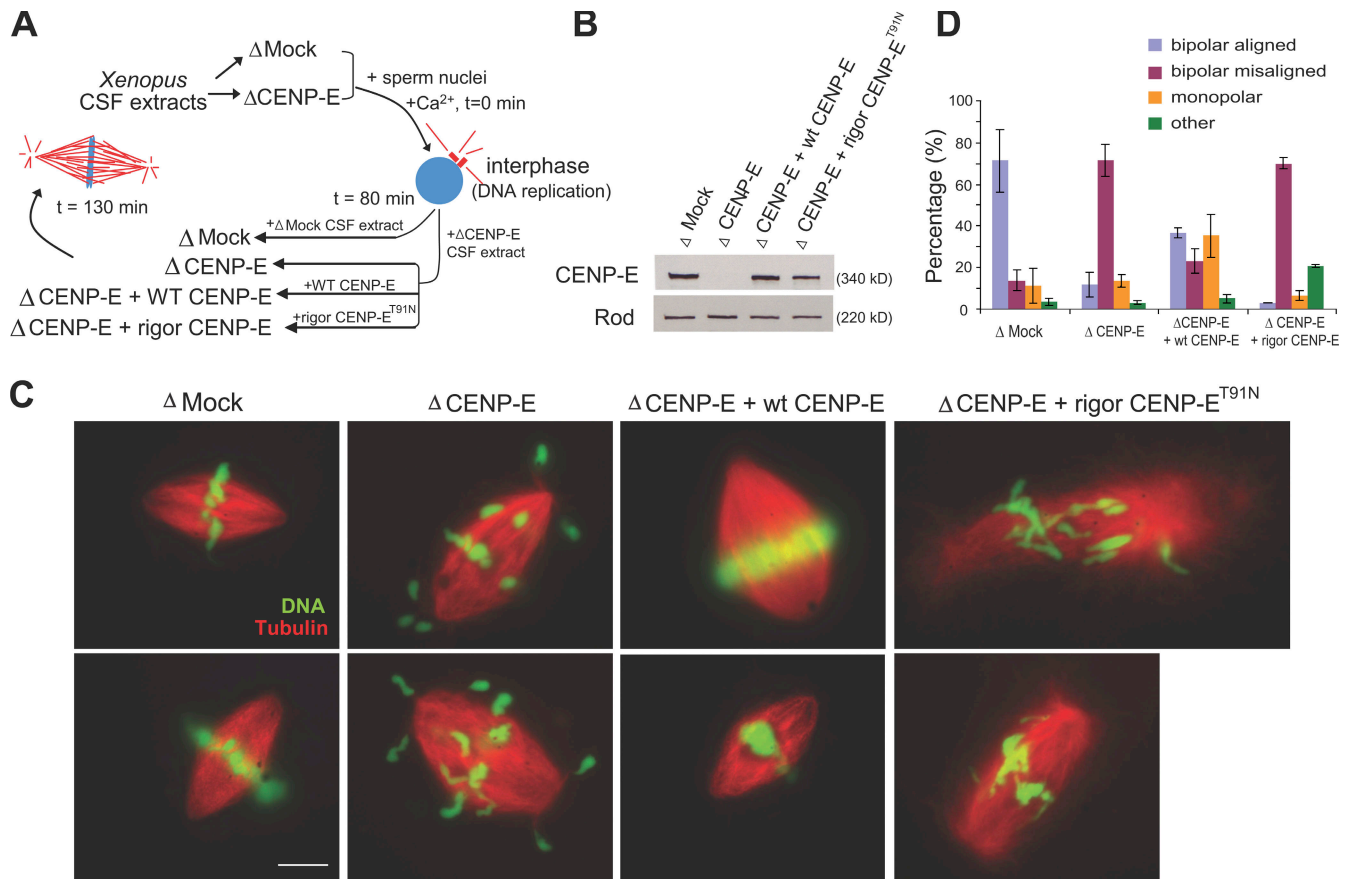 A
Xenopus
CSF extracts
ΔMock
ΔCENP-E
+ sperm nuclei
+Ca²⁺, t=0 min
interphase
(DNA replication)
t = 80 min
t = 130 min
+Δ Mock CSF extract
+ΔCENP-E
CSF extract
Δ Mock
Δ CENP-E
+WT CENP-E
Δ CENP-E + WT CENP-E
+rigor CENP-E^T91N
Δ CENP-E + rigor CENP-E
B
Δ Mock
Δ CENP-E
Δ CENP-E + wt CENP-E
Δ CENP-E + rigor CENP-E^T91N
CENP-E
(340 kD)
Rod
(220 kD)
D
bipolar aligned
bipolar misaligned
monopolar
other
Percentage (%)
100
80
60
40
20
0
Δ Mock
Δ CENP-E
ΔCENP-E
+ wt CENP-E
Δ CENP-E
+ rigor CENP-E
C
Δ Mock
Δ CENP-E
Δ CENP-E + wt CENP-E
Δ CENP-E + rigor CENP-E^T91N
DNA
Tubulin